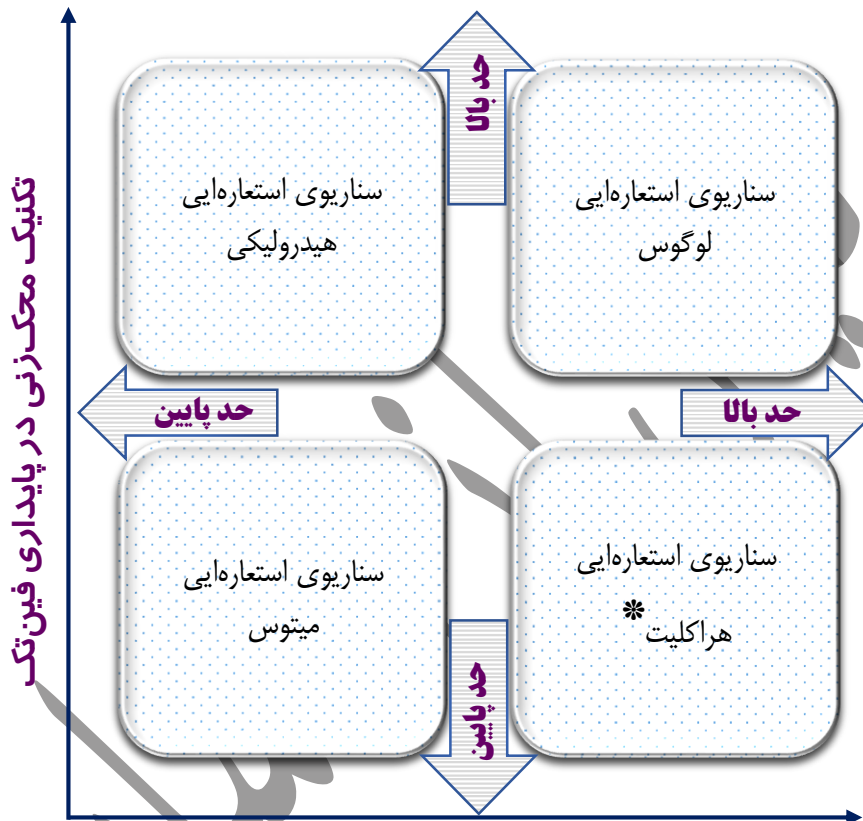 حد بالا
سناریوی استعاره‌ایی
لوگوس
سناریوی استعاره‌ایی
هیدرولیکی
تکنیک محک‌زنی در پایداری فین‌تک
حد بالا
حد پایین
سناریوی استعاره‌ایی
هراکلیت*
سناریوی استعاره‌ایی
میتوس
حد پایین